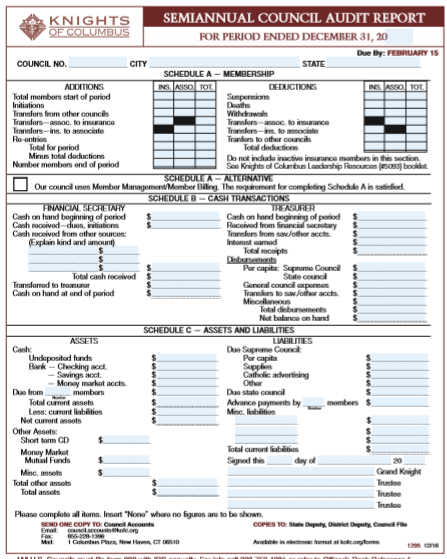 KNIGHTS
OF COLUMBUS
SEMIANNUAL COUNCIL AUDIT REPORT
FOR PERIOD ENDED DECEMBER 31, 20
Due By: FEBRUARY 15
COUNCIL NO. CITY STATE
SCHEDULE A – MEMBERSHIP
ADDITIONS INS. ASSO. TOT. DEDUCTIONS INS. ASSO. TOT.
Total members start of period Suspensions
Initiations Deaths
Transfers from other councils Withdrawals
Transfers—assoc. to insurance Transfers—assoc. to insurance
Transfers—ins. to associate Transfers—ins. to associate
Re-entries Tranfers to other councils
Total for period Total deductions
Minus total deductions Do not include inactive insurance members in this section.
Number members end of period See Knights of Columbus Leadership Resources (#5093) booklet.
SCHEDULE A – ALTERNATIVE
Our council uses Member Management/Member Billing. The requirement for completing Schedule A is satisfied.
SCHEDULE B – CASH TRANSACTIONS
FINANCIAL SECRETARY TREASURER
Cash on hand beginning of period $ Cash on hand beginning of period $
Cash received—dues, initiations $ Received from financial secretary $
Cash received from other sources: Transfers from sav./other accts. $
(Explain kind and amount) Interest earned $
$ Total receipts $
$ Disbursements
$ Per capita: Supreme Council $
Total cash received $ State council $
Transferred to treasurer $ General council expenses $
Cash on hand at end of period $ Transfers to sav./other accts. $
Miscellaneous $
Total disbursements $
Net balance on hand $
SCHEDULE C – ASSETS AND LIABILITIES
ASSETS LIABILITIES
Cash: Due Supreme Council:
Undeposited funds $ Per capita $
Bank – Checking acct. $ Supplies $
– Savings acct. $ Catholic advertising $
– Money market accts. $ Other $
Due from members $ Due state council $
Number
Total current assets $ Advance payments by members $
Number
Less: current liabilities $ Misc. liabilities $
Net current assets $ $
Other Assets: $
Short term CD $ $
Money Market Total current liabilities $
Mutual Funds $ Signed this day of 20
Misc. assets $ Grand Knight
Total other assets $ Trustee
Total assets $ Trustee
Trustee
Please complete all items. Insert "None" where no figures are to be shown.
SEND ONE COPY TO: Council Accounts COPIES TO: State Deputy, District Deputy, Council File
Email: council.accounts@kofc.org
Fax: 855-228-1396
Mail: 1 Columbus Plaza, New Haven, CT 06510 Available in electronic format at kofc.org/forms
1295 12/16